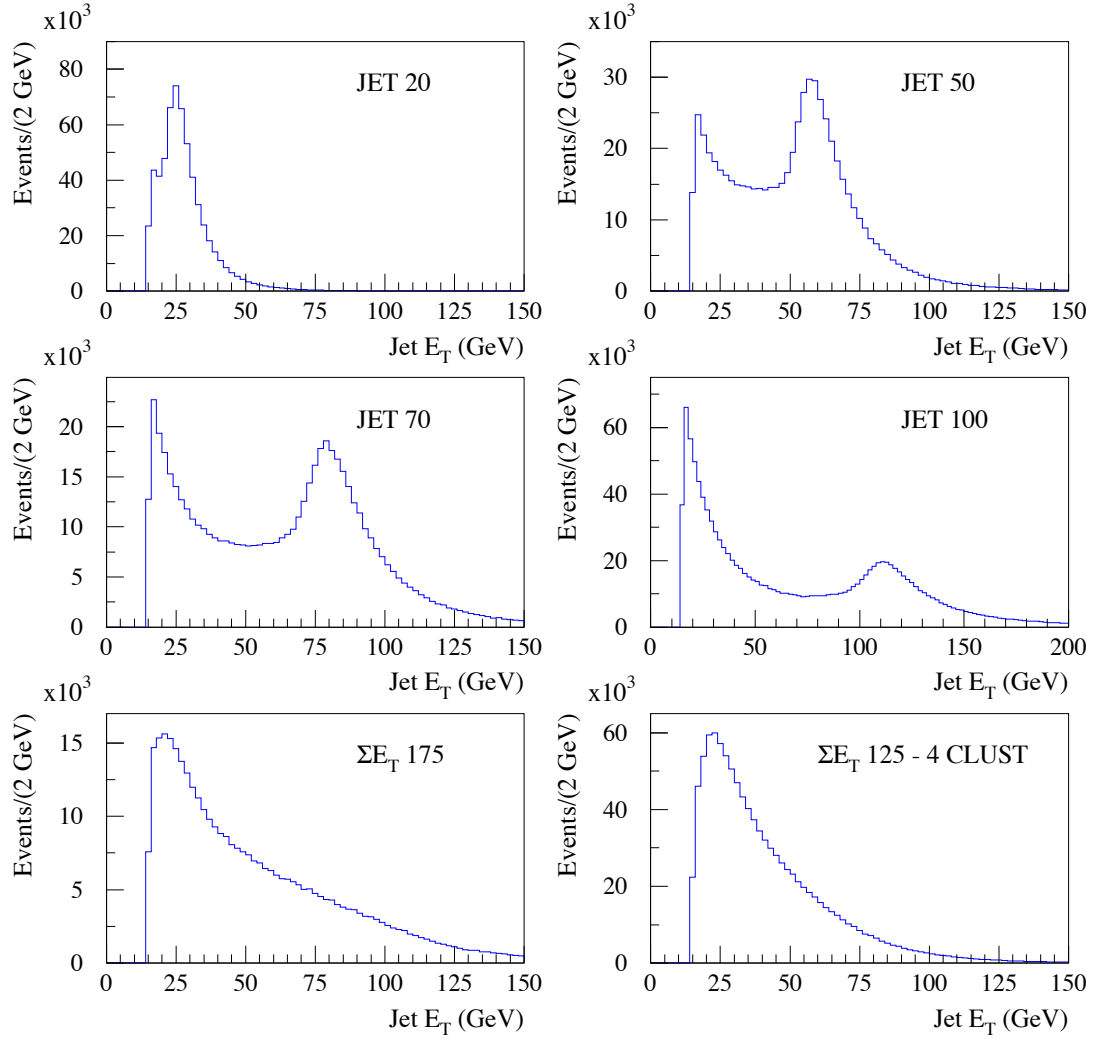 x10³
Events/(2 GeV)
80
60
40
20
0
JET 20
0 25 50 75 100 125 150
Jet E_T (GeV)
x10³
Events/(2 GeV)
30
20
10
0
JET 50
0 25 50 75 100 125 150
Jet E_T (GeV)
x10³
Events/(2 GeV)
20
15
10
5
0
JET 70
0 25 50 75 100 125 150
Jet E_T (GeV)
x10³
Events/(2 GeV)
60
40
20
0
JET 100
0 50 100 150 200
Jet E_T (GeV)
x10³
Events/(2 GeV)
15
10
5
0
ΣE_T 175
0 25 50 75 100 125 150
Jet E_T (GeV)
x10³
Events/(2 GeV)
60
40
20
0
ΣE_T 125 - 4 CLUST
0 25 50 75 100 125 150
Jet E_T (GeV)